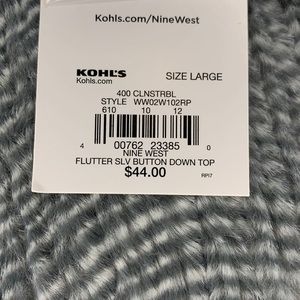 Kohls.com/NineWest
KOHL'S
Kohls.com
SIZE LARGE
400 CLNSTRBL
STYLE WW02W102RP
610 10 12
4 00762 23385 0
NINE WEST
FLUTTER SLV BUTTON DOWN TOP
$44.00
RPI7